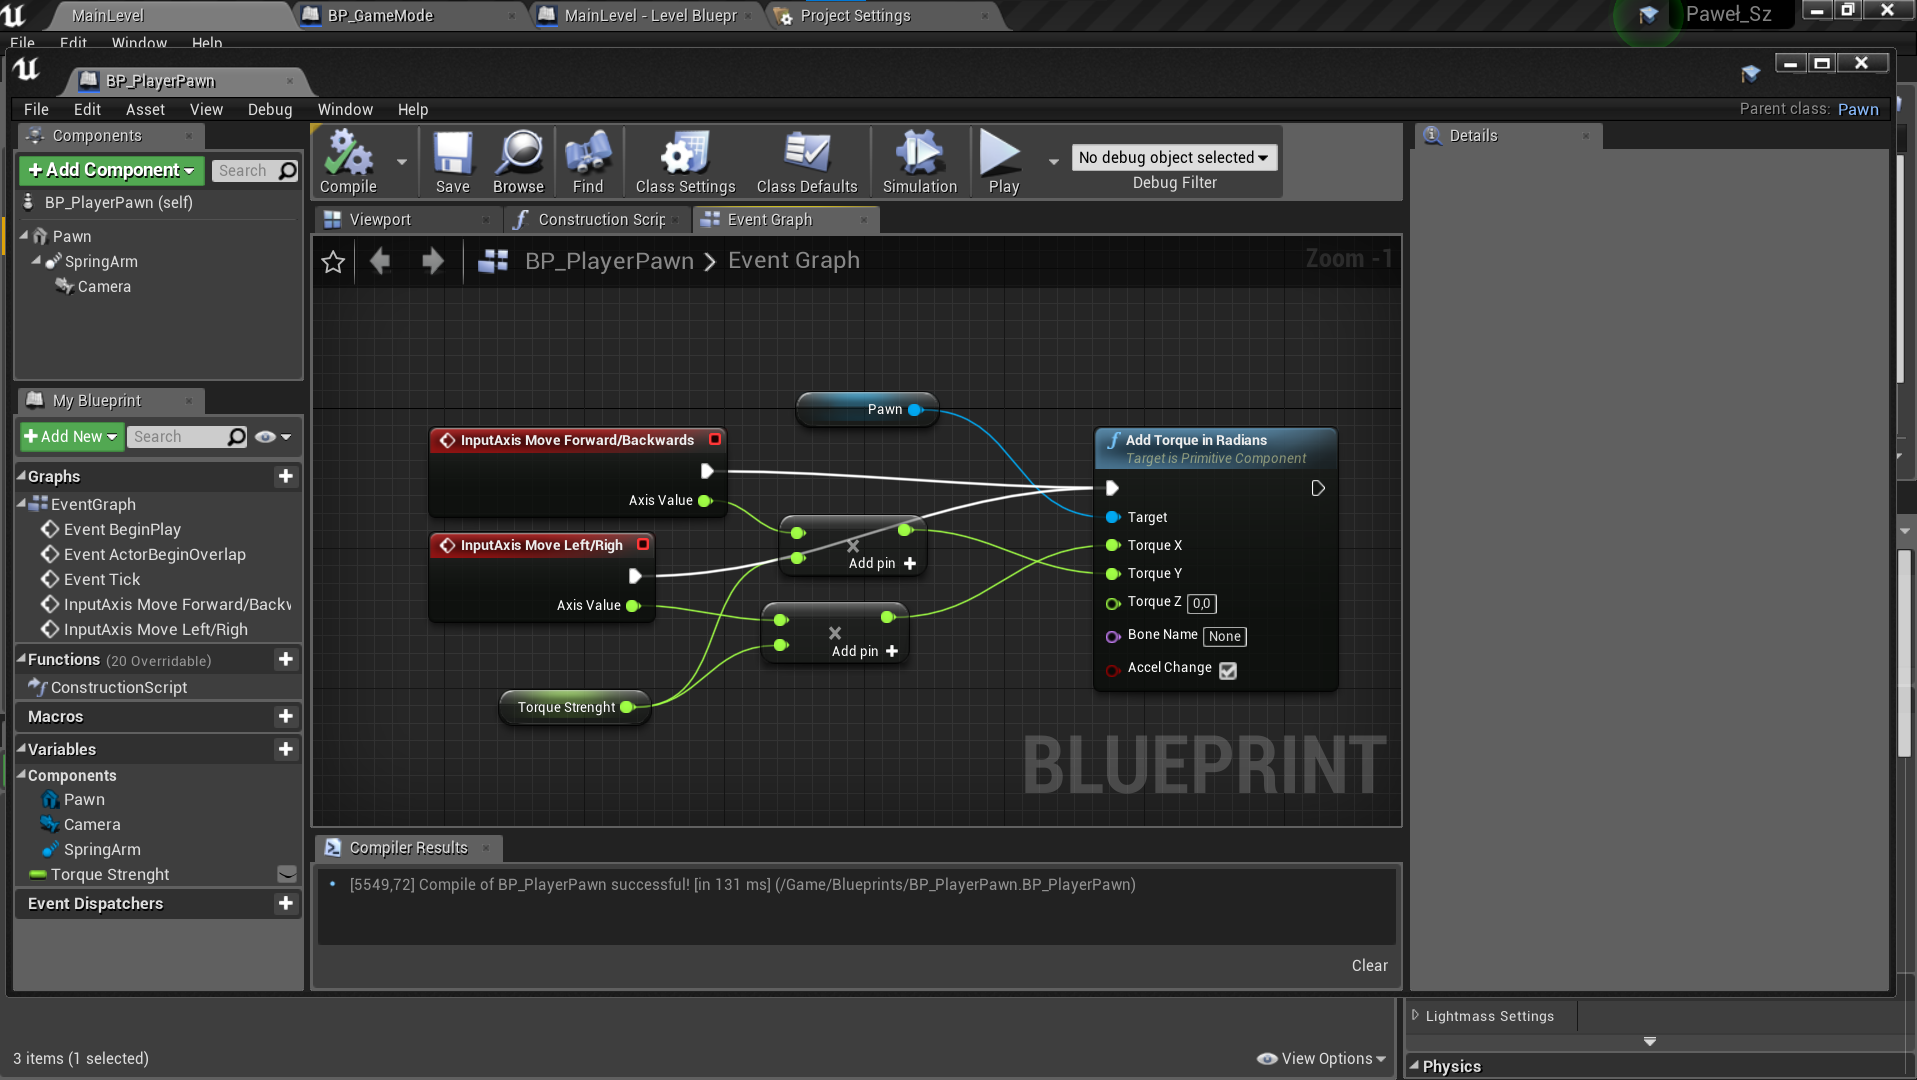 MainLevel
BP_GameMode
MainLevel - Level Bluepr
Project Settings
Paweł_Sz
File Edit Window Help
BP_PlayerPawn
File Edit Asset View Debug Window Help
Parent class: Pawn
Components
+ Add Component
Search
BP_PlayerPawn (self)
Pawn
SpringArm
Camera
My Blueprint
+ Add New
Search
Graphs
EventGraph
Event BeginPlay
Event ActorBeginOverlap
Event Tick
InputAxis Move Forward/Backw
InputAxis Move Left/Righ
Functions (20 Overridable)
ConstructionScript
Macros
Variables
Components
Pawn
Camera
SpringArm
Torque Strenght
Event Dispatchers
Compile
Save
Browse
Find
Class Settings
Class Defaults
Simulation
Play
No debug object selected
Debug Filter
Viewport
Construction Scrip
Event Graph
BP_PlayerPawn > Event Graph
Zoom -1
Pawn
InputAxis Move Forward/Backwards
Axis Value
InputAxis Move Left/Righ
Axis Value
Add pin
Add pin
Torque Strenght
Add Torque in Radians
Target is Primitive Component
Target
Torque X
Torque Y
Torque Z 0,0
Bone Name None
Accel Change
BLUEPRINT
Compiler Results
[5549,72] Compile of BP_PlayerPawn successful! [in 131 ms] (/Game/Blueprints/BP_PlayerPawn.BP_PlayerPawn)
Clear
Details
Lightmass Settings
Physics
3 items (1 selected)
View Options